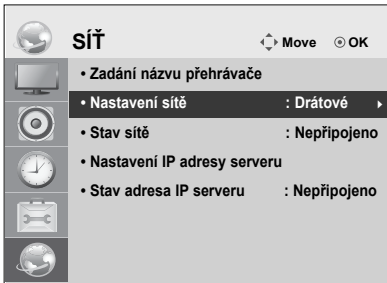 SÍŤ Move OK
• Zadání názvu přehrávače
• Nastavení sítě : Drátové
• Stav sítě : Nepřipojeno
• Nastavení IP adresy serveru
• Stav adresa IP serveru : Nepřipojeno